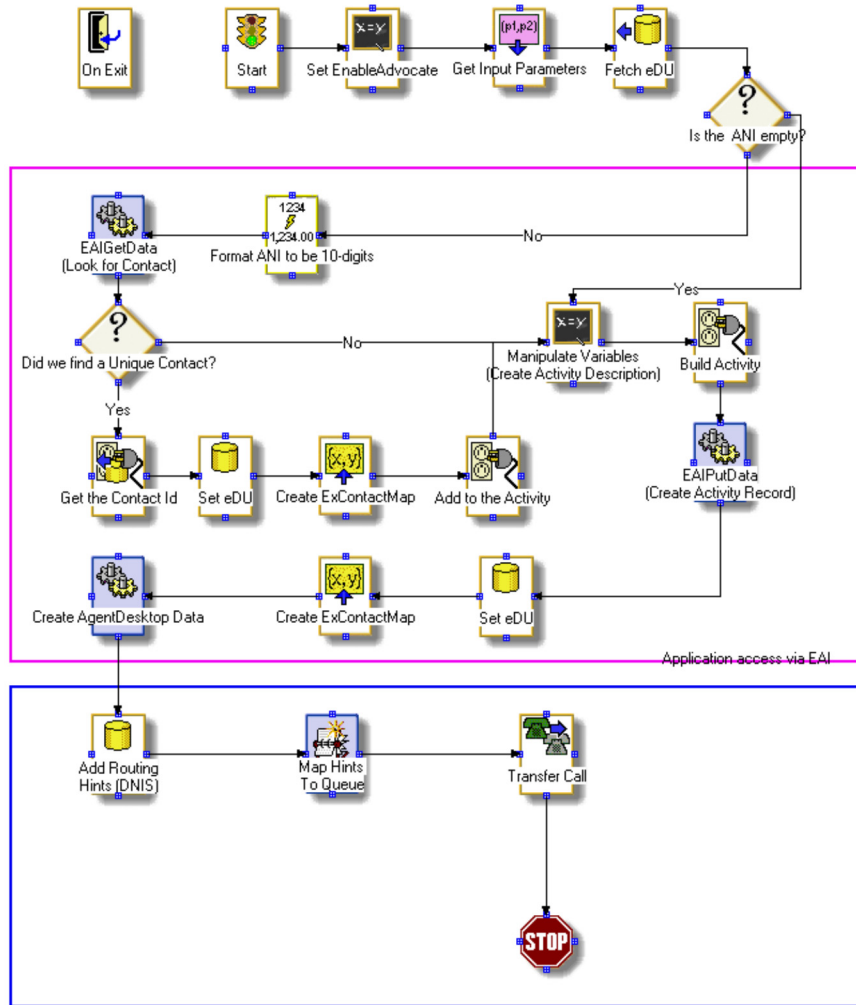 On Exit
Start
x=y
Set EnableAdvocate
(p1,p2)
Get Input Parameters
Fetch eDU
?
Is the ANI empty?
EAIGetData
(Look for Contact)
1234
1,234.00
Format ANI to be 10-digits
No
Yes
?
Did we find a Unique Contact?
No
x=y
Manipulate Variables
(Create Activity Description)
Build Activity
Yes
Get the Contact Id
Set eDU
{x,y}
Create ExContactMap
Add to the Activity
EAIPutData
(Create Activity Record)
Create AgentDesktop Data
{x,y}
Create ExContactMap
Set eDU
Application access via EAI
Add Routing
Hints (DNIS)
Map Hints
To Queue
Transfer Call
STOP